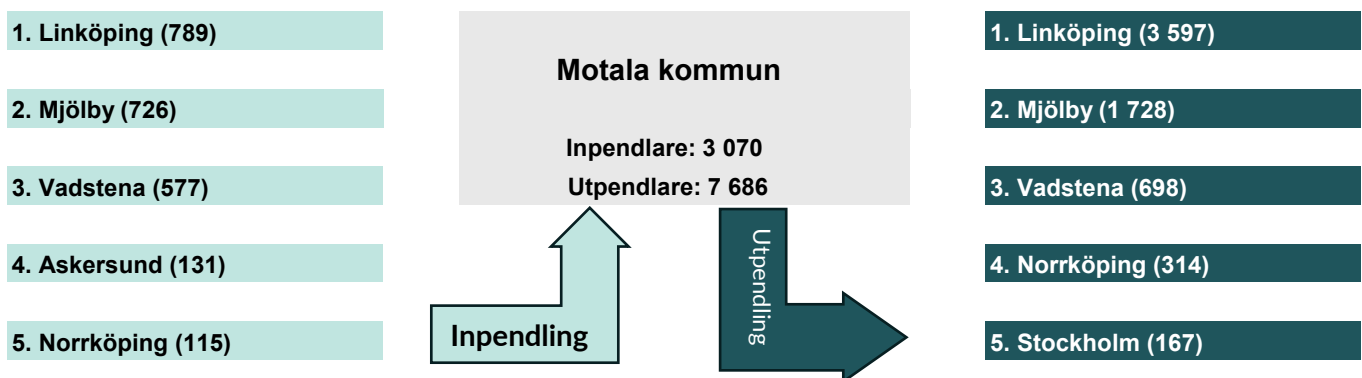 1. Linköping (789)
2. Mjölby (726)
3. Vadstena (577)
4. Askersund (131)
5. Norrköping (115)
Motala kommun
Inpendlare: 3 070
Utpendlare: 7 686
Inpendling
Utpendling
1. Linköping (3 597)
2. Mjölby (1 728)
3. Vadstena (698)
4. Norrköping (314)
5. Stockholm (167)